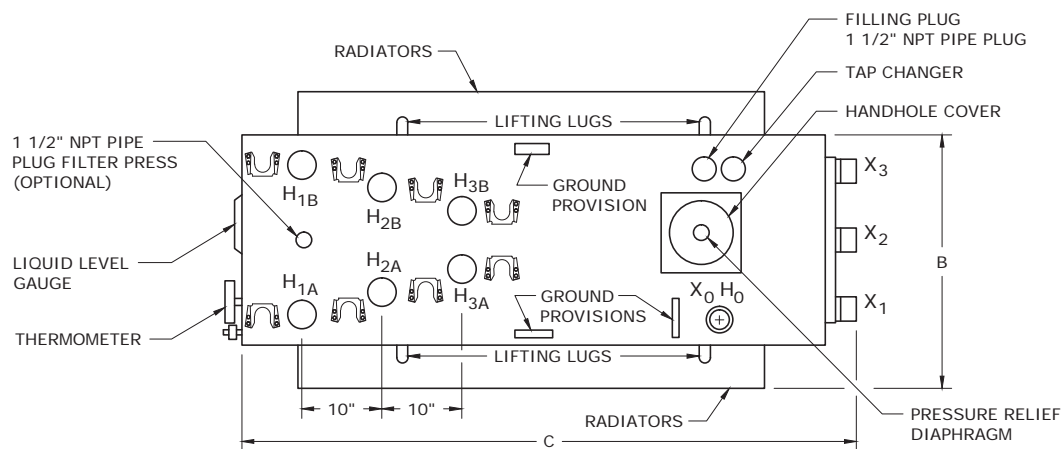 FILLING PLUG
1 1/2" NPT PIPE PLUG
RADIATORS
TAP CHANGER
HANDHOLE COVER
LIFTING LUGS
1 1/2" NPT PIPE
PLUG FILTER PRESS
(OPTIONAL)
GROUND
PROVISION
H1B
H2B
H3B
X3
X2
X1
B
LIQUID LEVEL
GAUGE
H1A
H2A
H3A
X0 H0
GROUND
PROVISIONS
THERMOMETER
LIFTING LUGS
10"
10"
RADIATORS
PRESSURE RELIEF
DIAPHRAGM
C